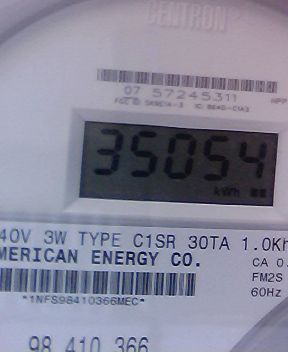 CENTRON
07 57245311
35054
kWh
40V 3W TYPE C1SR 30TA 1.0Kh
MERICAN ENERGY CO.
CA 0.
FM2S
60Hz
*1NFS98410366MEC*
98 410 366